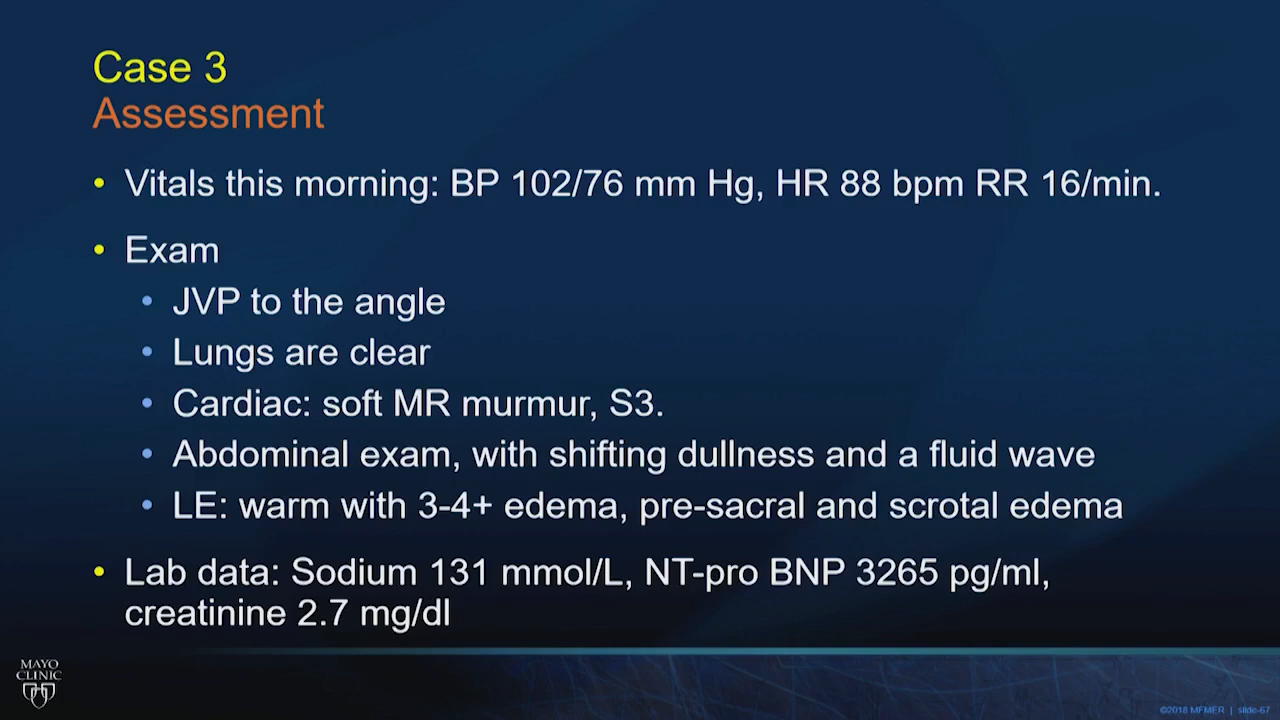 Case 3
Assessment
• Vitals this morning: BP 102/76 mm Hg, HR 88 bpm RR 16/min.
• Exam
• JVP to the angle
• Lungs are clear
• Cardiac: soft MR murmur, S3.
• Abdominal exam, with shifting dullness and a fluid wave
• LE: warm with 3-4+ edema, pre-sacral and scrotal edema
• Lab data: Sodium 131 mmol/L, NT-pro BNP 3265 pg/ml,
creatinine 2.7 mg/dl
MAYO
CLINIC
©2018 MFMER | slide-67